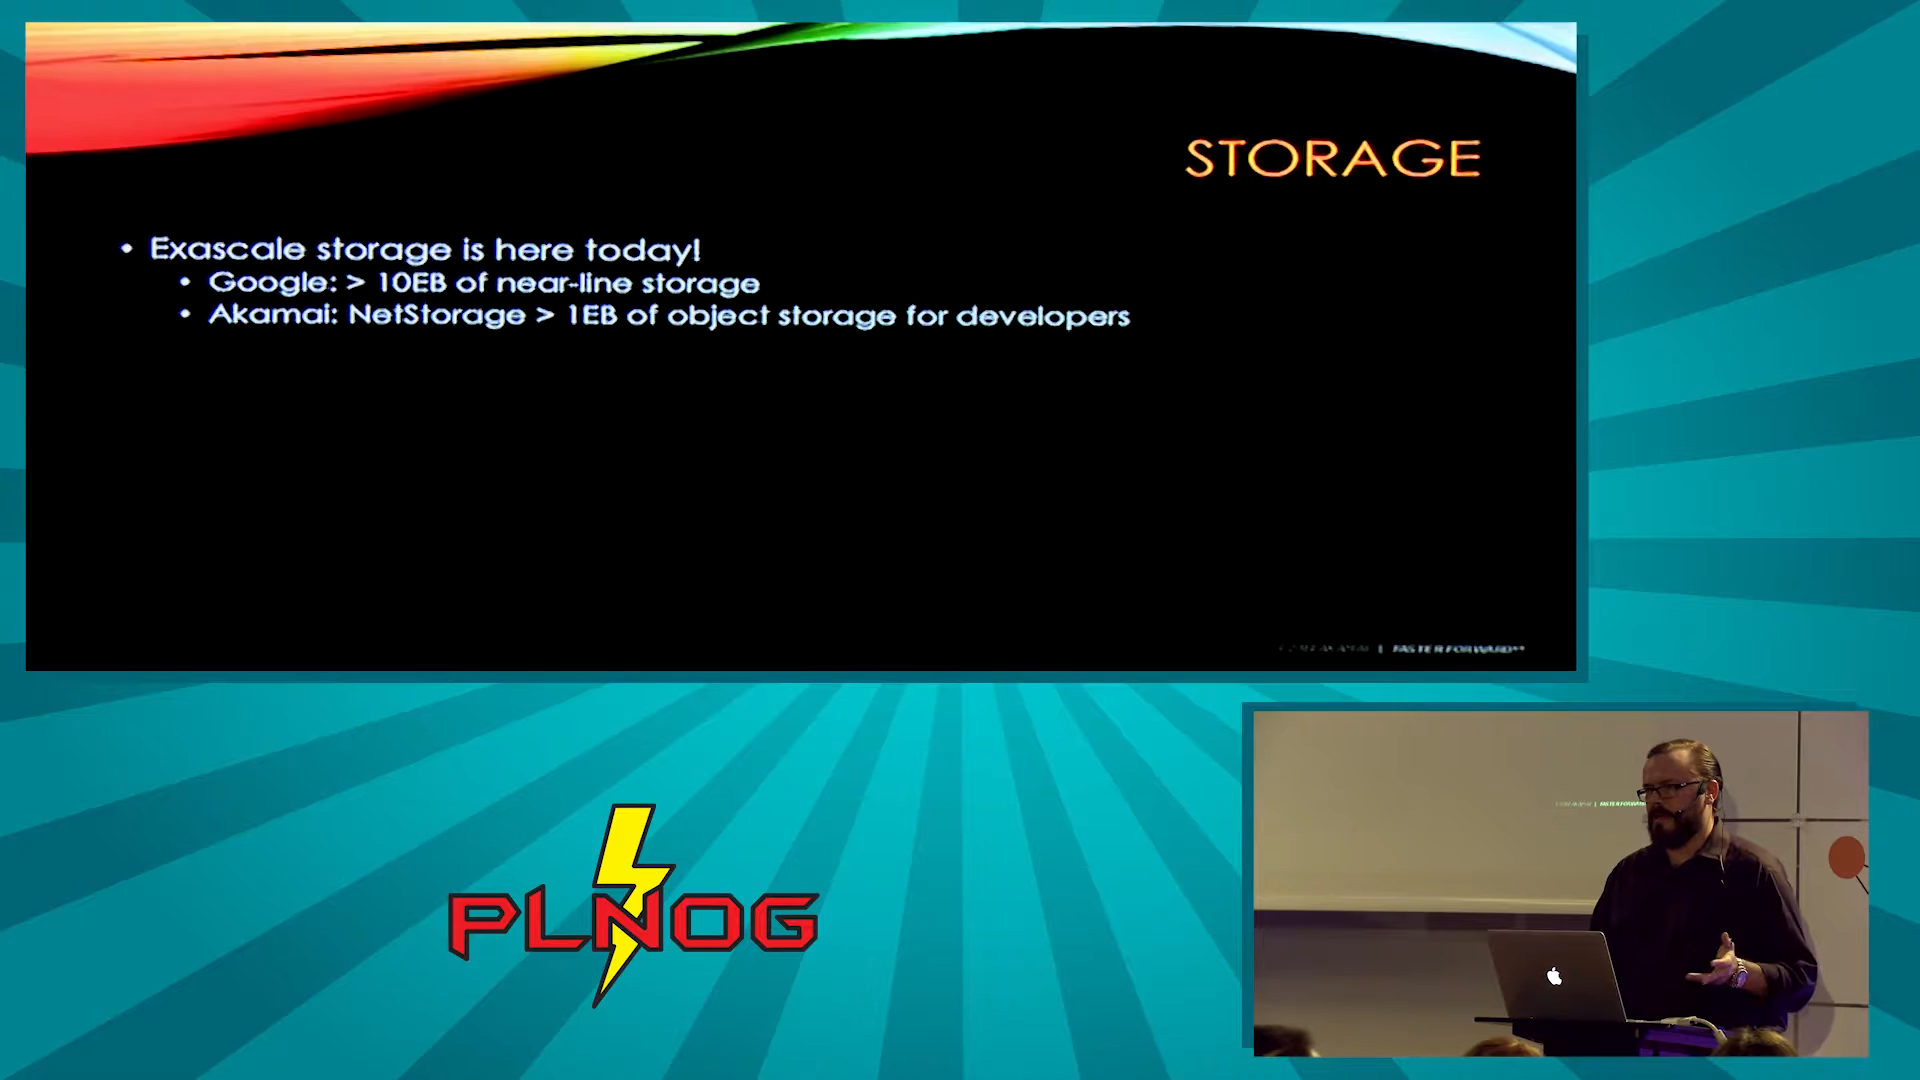 STORAGE
• Exascale storage is here today!
• Google: > 10EB of near-line storage
• Akamai: NetStorage > 1EB of object storage for developers
| FASTER FORWARD
PLNOG